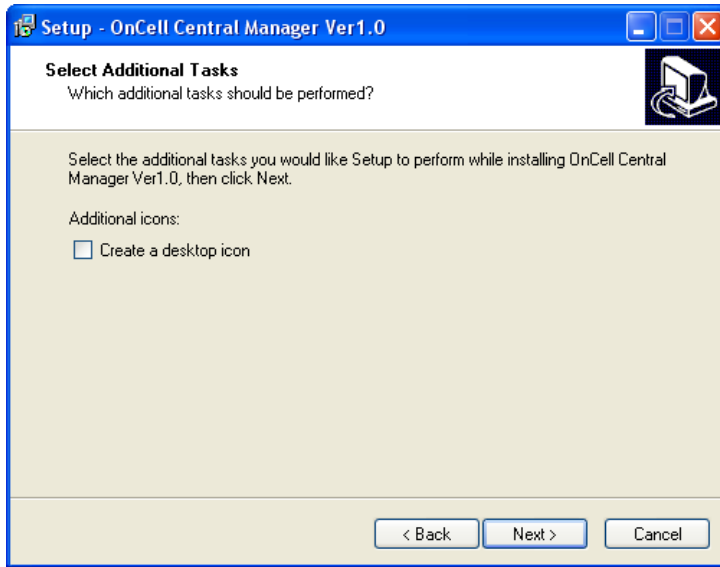 Setup - OnCell Central Manager Ver1.0
Select Additional Tasks
Which additional tasks should be performed?
Select the additional tasks you would like Setup to perform while installing OnCell Central
Manager Ver1.0, then click Next.
Additional icons:
Create a desktop icon
< Back Next > Cancel